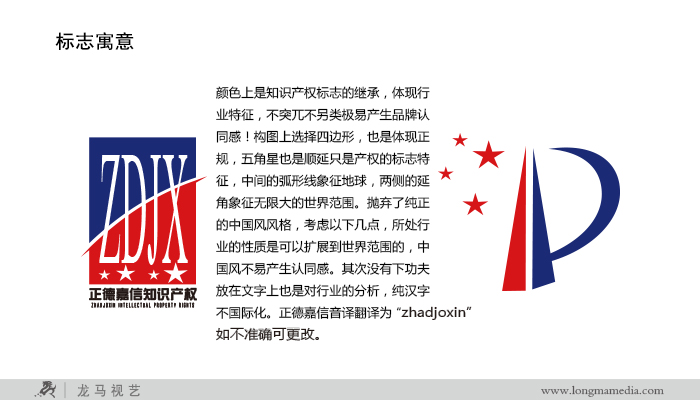 标志寓意
颜色上是知识产权标志的继承，体现行
业特征，不突兀不另类极易产生品牌认
同感！构图上选择四边形，也是体现正
规，五角星也是顺延只是产权的标志特
征，中间的弧形线象征地球，两侧的延
角象征无限大的世界范围。抛弃了纯正
的中国风风格，考虑以下几点，所处行
业的性质是可以扩展到世界范围的，中
国风不易产生认同感。其次没有下功夫
放在文字上也是对行业的分析，纯汉字
不国际化。正德嘉信音译翻译为“zhadjoxin”
如不准确可更改。
ZDJX
正德嘉信知识产权
ZHADJOXIN INTELLECTUAL PROPERTY RIGHTS
龙马视艺
www.longmamedia.com